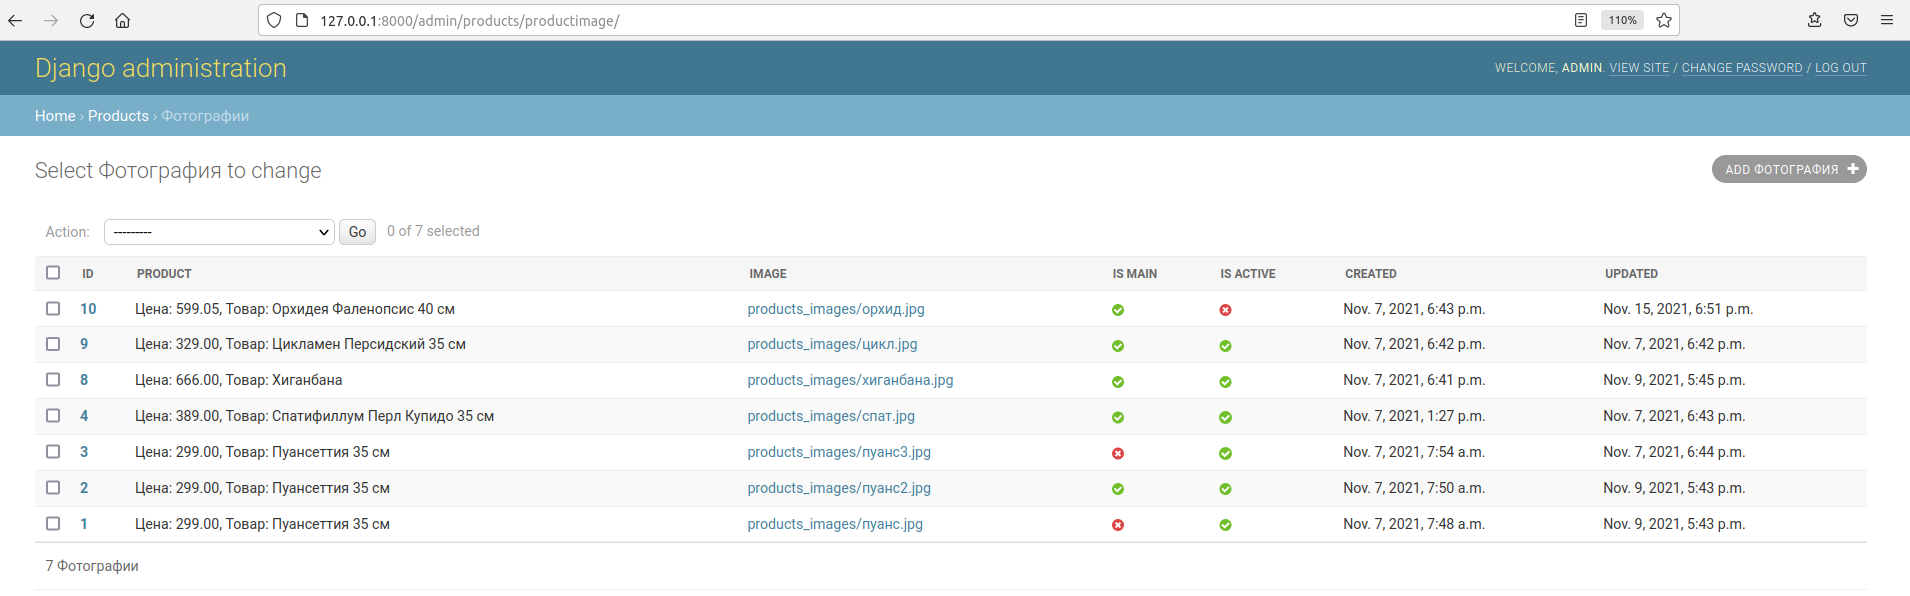 127.0.0.1:8000/admin/products/productimage/ 110%
Django administration
WELCOME, ADMIN. VIEW SITE / CHANGE PASSWORD / LOG OUT
Home › Products › Фотографии
Select Фотография to change
ADD ФОТОГРАФИЯ
Action: --------- Go 0 of 7 selected
ID PRODUCT IMAGE IS MAIN IS ACTIVE CREATED UPDATED
10 Цена: 599.05, Товар: Орхидея Фаленопсис 40 см products_images/орхид.jpg Nov. 7, 2021, 6:43 p.m. Nov. 15, 2021, 6:51 p.m.
9 Цена: 329.00, Товар: Цикламен Персидский 35 см products_images/цикл.jpg Nov. 7, 2021, 6:42 p.m. Nov. 7, 2021, 6:42 p.m.
8 Цена: 666.00, Товар: Хиганбана products_images/хиганбана.jpg Nov. 7, 2021, 6:41 p.m. Nov. 9, 2021, 5:45 p.m.
4 Цена: 389.00, Товар: Спатифиллум Перл Купидо 35 см products_images/спат.jpg Nov. 7, 2021, 1:27 p.m. Nov. 7, 2021, 6:43 p.m.
3 Цена: 299.00, Товар: Пуансеттия 35 см products_images/пуанс3.jpg Nov. 7, 2021, 7:54 a.m. Nov. 7, 2021, 6:44 p.m.
2 Цена: 299.00, Товар: Пуансеттия 35 см products_images/пуанс2.jpg Nov. 7, 2021, 7:50 a.m. Nov. 9, 2021, 5:43 p.m.
1 Цена: 299.00, Товар: Пуансеттия 35 см products_images/пуанс.jpg Nov. 7, 2021, 7:48 a.m. Nov. 9, 2021, 5:43 p.m.
7 Фотографии